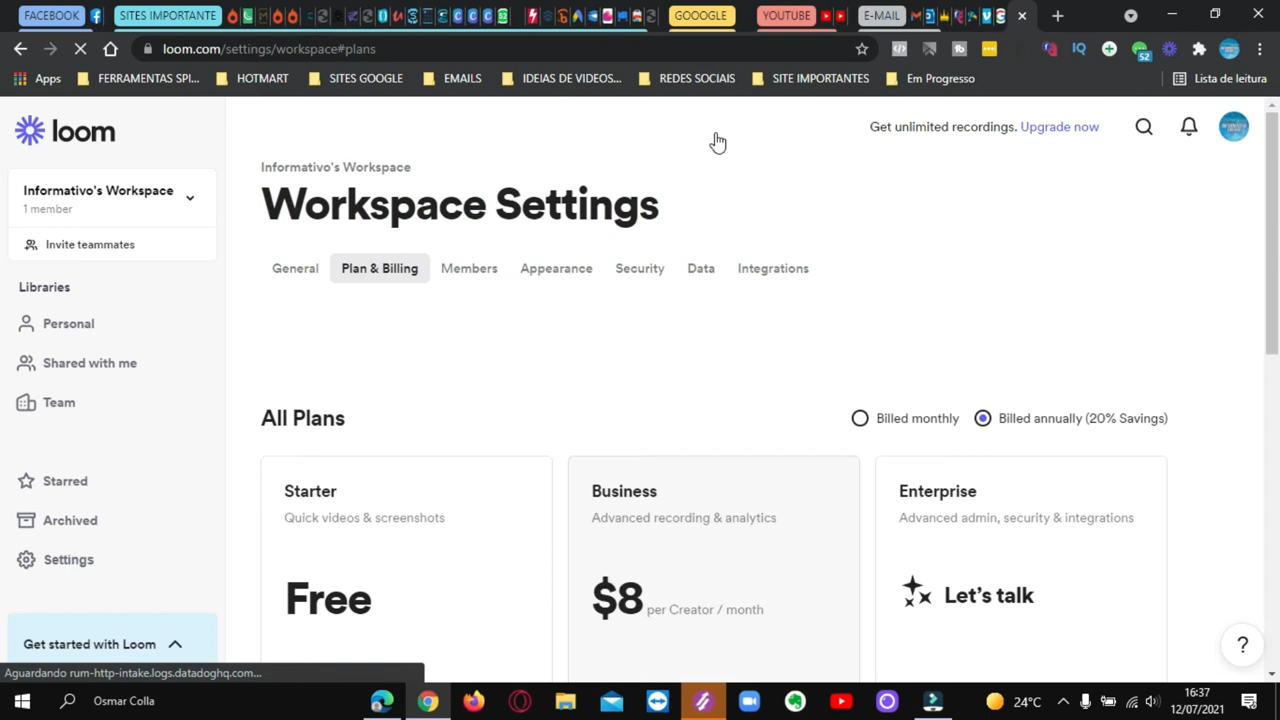 FACEBOOK
SITES IMPORTANTE
GOOOGLE
YOUTUBE
E-MAIL
loom.com/settings/workspace#plans
52
Apps
FERRAMENTAS SPI...
HOTMART
SITES GOOGLE
EMAILS
IDEIAS DE VIDEOS...
REDES SOCIAIS
SITE IMPORTANTES
Em Progresso
Lista de leitura
loom
Get unlimited recordings. Upgrade now
Informativo's Workspace
1 member
Invite teammates
Libraries
Personal
Shared with me
Team
Starred
Archived
Settings
Get started with Loom
Informativo's Workspace
Workspace Settings
General
Plan & Billing
Members
Appearance
Security
Data
Integrations
All Plans
Billed monthly
Billed annually (20% Savings)
Starter
Quick videos & screenshots
Free
Business
Advanced recording & analytics
$8 per Creator / month
Enterprise
Advanced admin, security & integrations
Let's talk
?
Aguardando rum-http-intake.logs.datadoghq.com...
Osmar Colla
24°C
16:37
12/07/2021